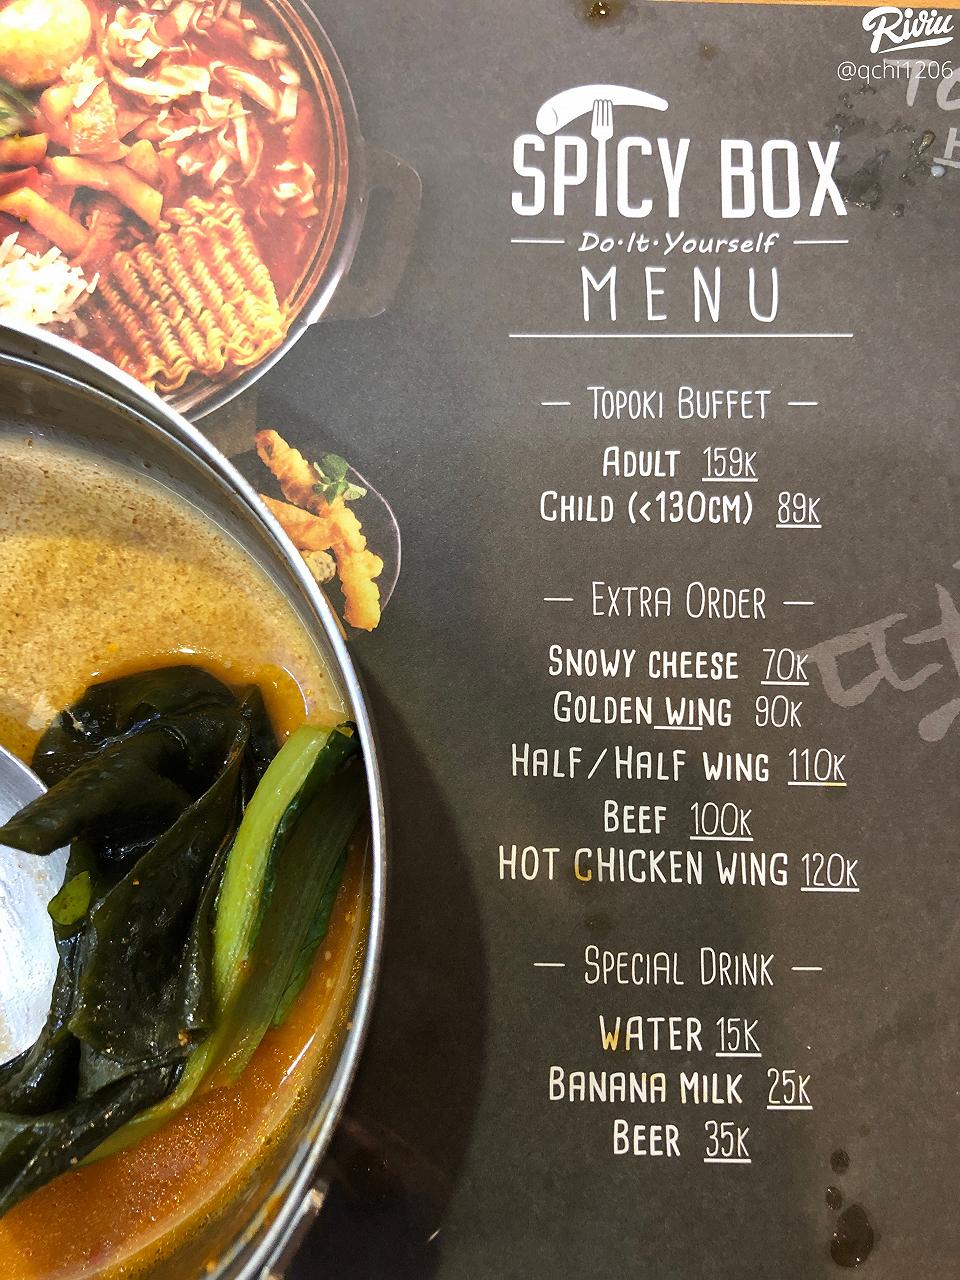 Riviu
@qchi1206
SPICY BOX
Do·It·Yourself
MENU
— TOPOKI BUFFET —
ADULT 159K
CHILD (<130CM) 89K
— EXTRA ORDER —
SNOWY CHEESE 70K
GOLDEN WING 90K
HALF/HALF WING 110K
BEEF 100K
HOT CHICKEN WING 120K
— SPECIAL DRINK —
WATER 15K
BANANA MILK 25K
BEER 35K